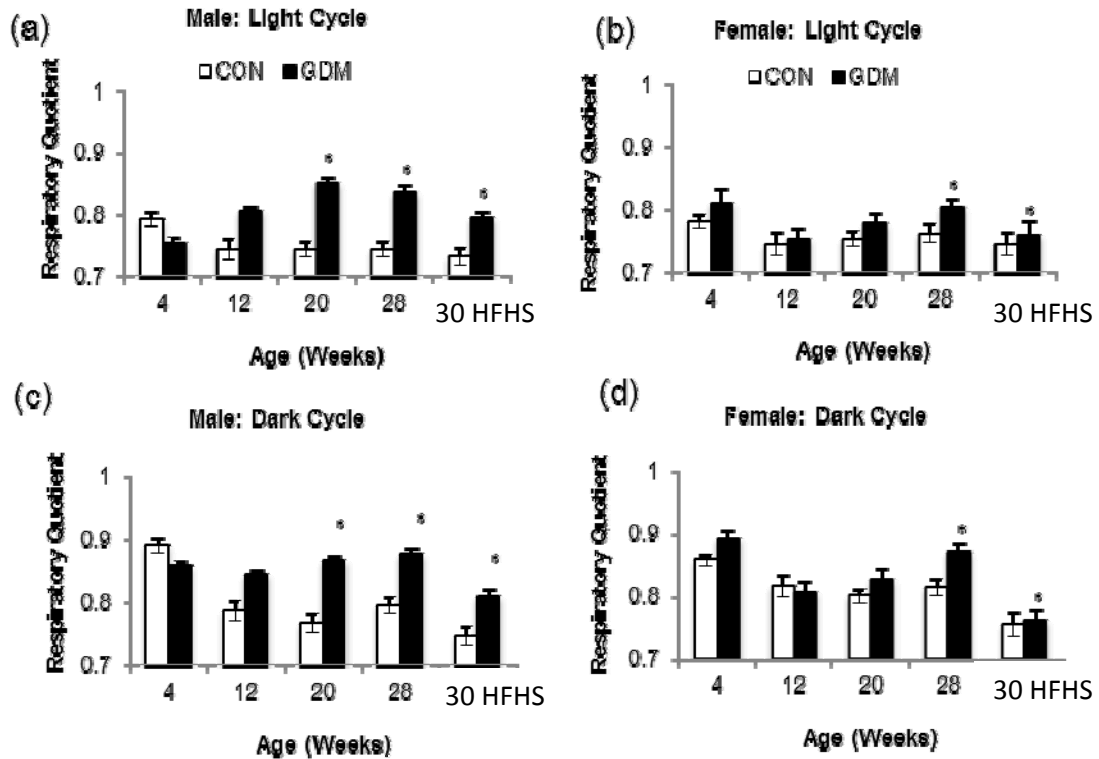 (a)
Male: Light Cycle
CON GDM
Respiratory Quotient
1
0.9
0.8
0.7
*
*
*
4 12 20 28 30 HFHS
Age (Weeks)
(b)
Female: Light Cycle
CON GDM
Respiratory Quotient
1
0.9
0.8
0.7
*
*
4 12 20 28 30 HFHS
Age (Weeks)
(c)
Male: Dark Cycle
Respiratory Quotient
1
0.9
0.8
0.7
*
*
*
4 12 20 28 30 HFHS
Age (Weeks)
(d)
Female: Dark Cycle
Respiratory Quotient
1
0.9
0.8
0.7
*
*
4 12 20 28 30 HFHS
Age (Weeks)